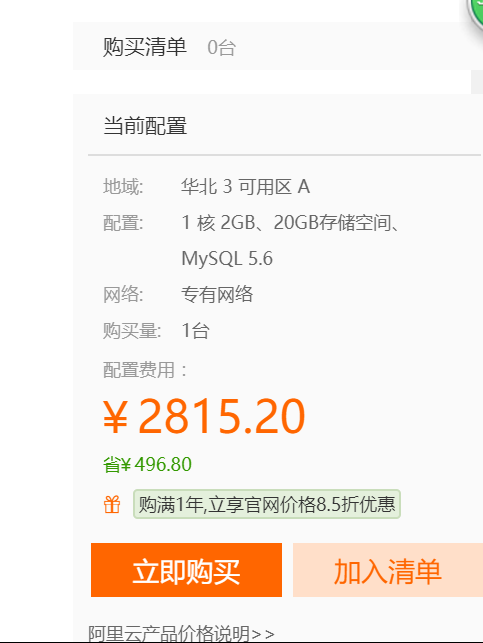 购买清单 0台
当前配置
地域: 华北 3 可用区 A
配置: 1 核 2GB、20GB存储空间、
MySQL 5.6
网络: 专有网络
购买量: 1台
配置费用：
¥ 2815.20
省¥ 496.80
购满1年,立享官网价格8.5折优惠
立即购买 加入清单
阿里云产品价格说明>>